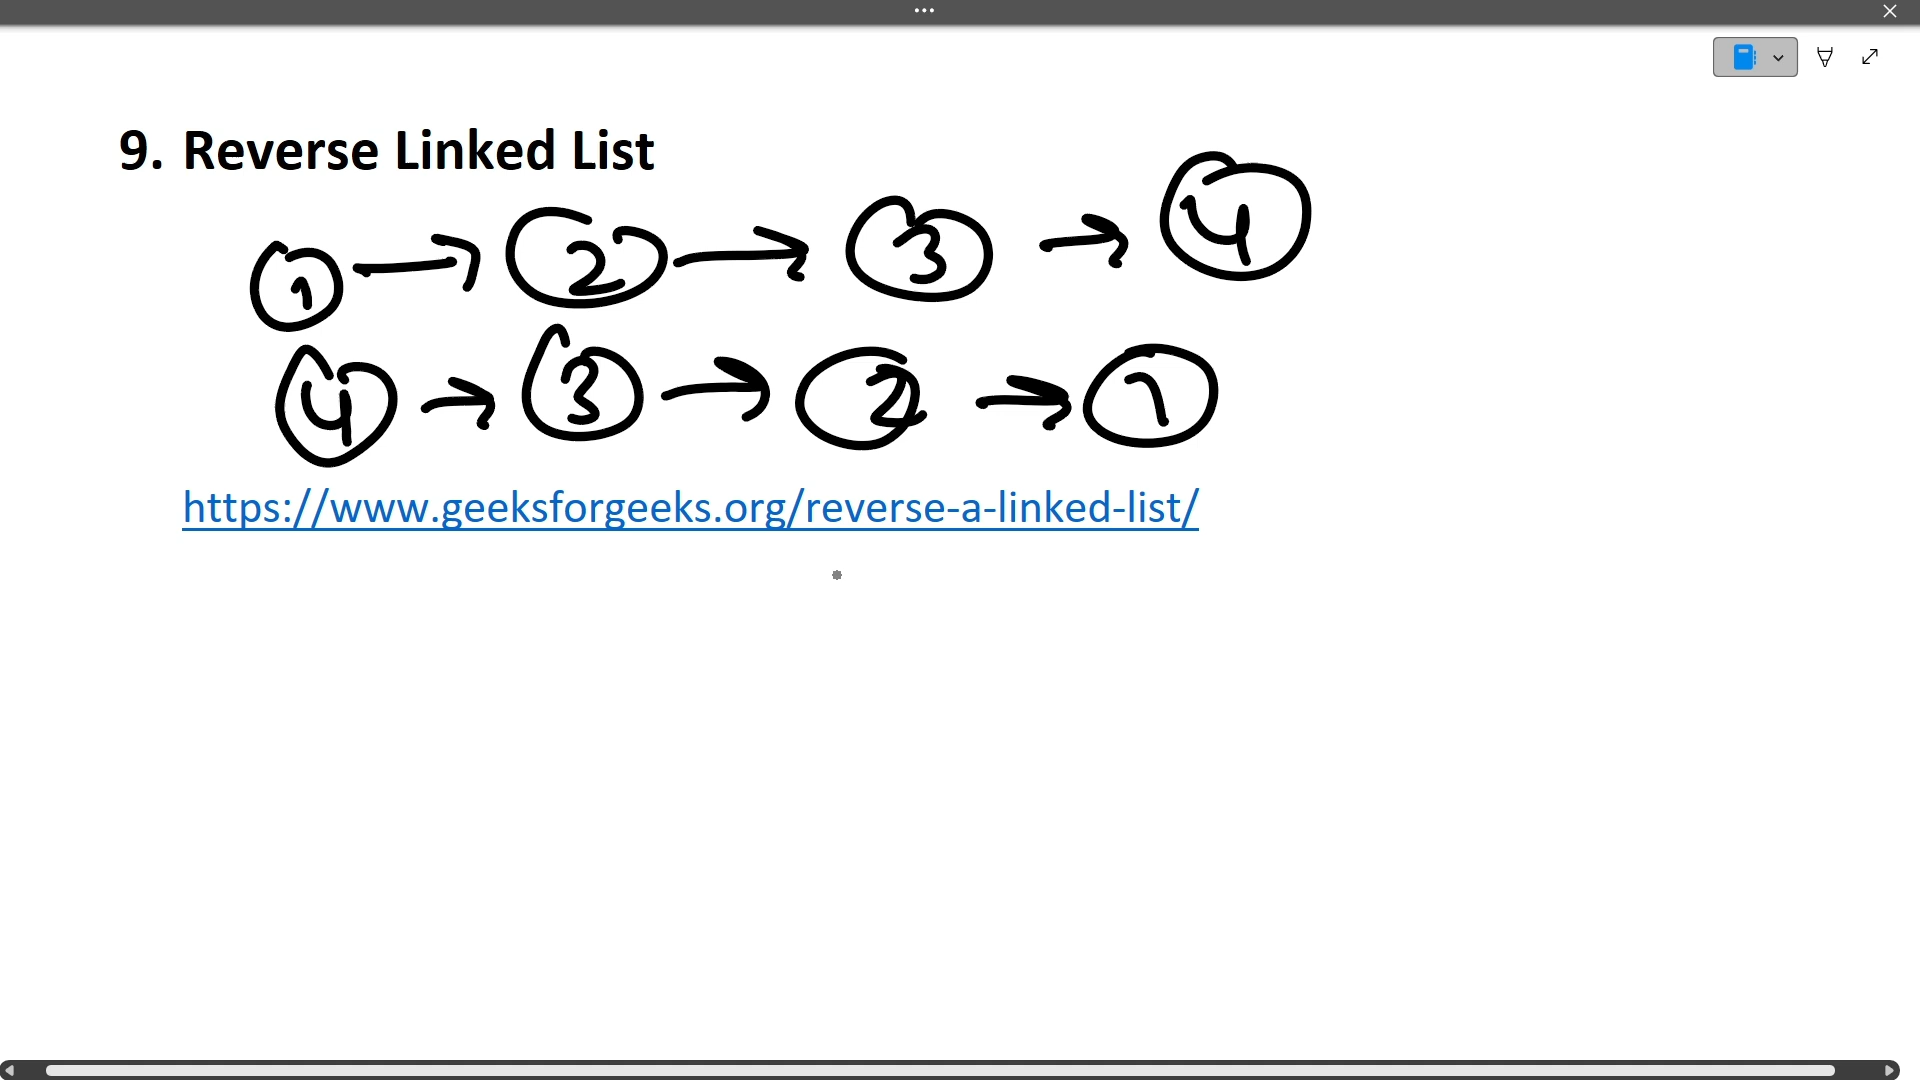 9. Reverse Linked List
1 → 2 → 3 → 4
4 → 3 → 2 → 1
https://www.geeksforgeeks.org/reverse-a-linked-list/